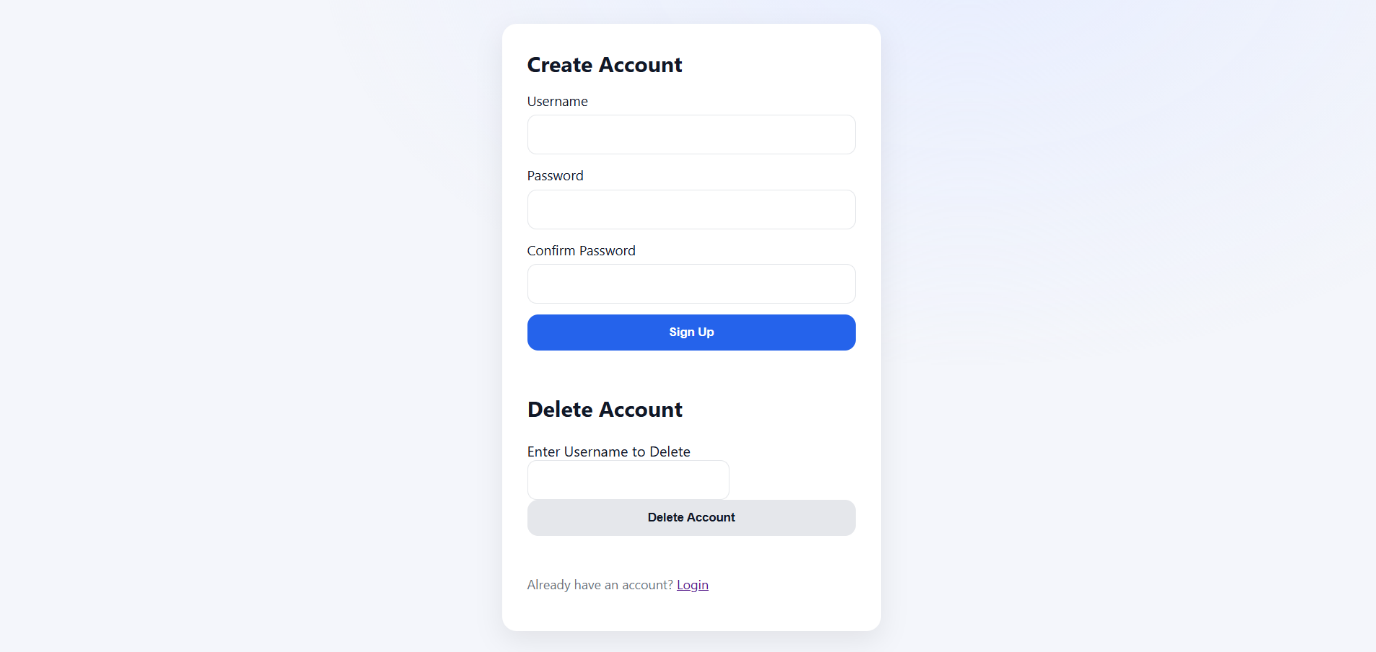 Create Account
Username
Password
Confirm Password
Sign Up
Delete Account
Enter Username to Delete
Delete Account
Already have an account? Login